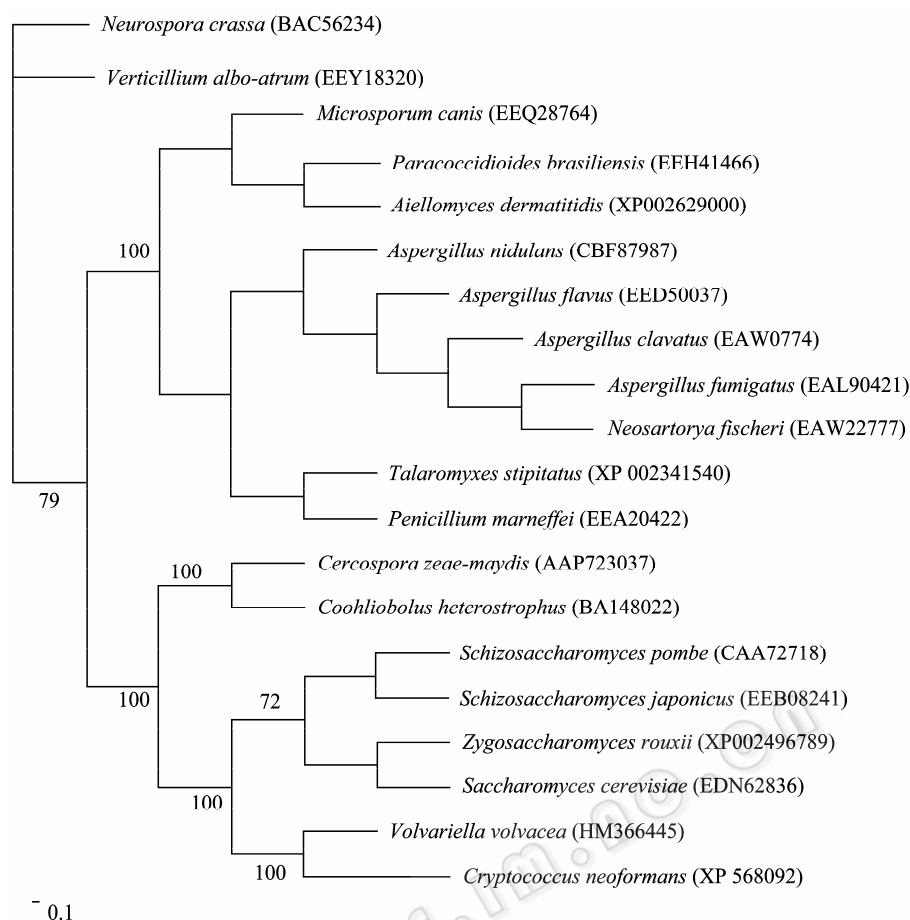 Neurospora crassa (BAC56234)
Verticillium albo-atrum (EEY18320)
Microsporum canis (EEQ28764)
Paracoccidioides brasiliensis (EEH41466)
100
Aiellomyces dermatitidis (XP002629000)
Aspergillus nidulans (CBF87987)
Aspergillus flavus (EED50037)
Aspergillus clavatus (EAW0774)
Aspergillus fumigatus (EAL90421)
Neosartorya fischeri (EAW22777)
Talaromyxes stipitatus (XP 002341540)
79
Penicillium marneffei (EEA20422)
100
Cercospora zeae-maydis (AAP723037)
Coohliobolus heterostrophus (BA148022)
Schizosaccharomyces pombe (CAA72718)
100
72
Schizosaccharomyces japonicus (EEB08241)
Zygosaccharomyces rouxii (XP002496789)
Saccharomyces cerevisiae (EDN62836)
100
Volvariella volvacea (HM366445)
100
Cryptococcus neoformans (XP 568092)
0.1